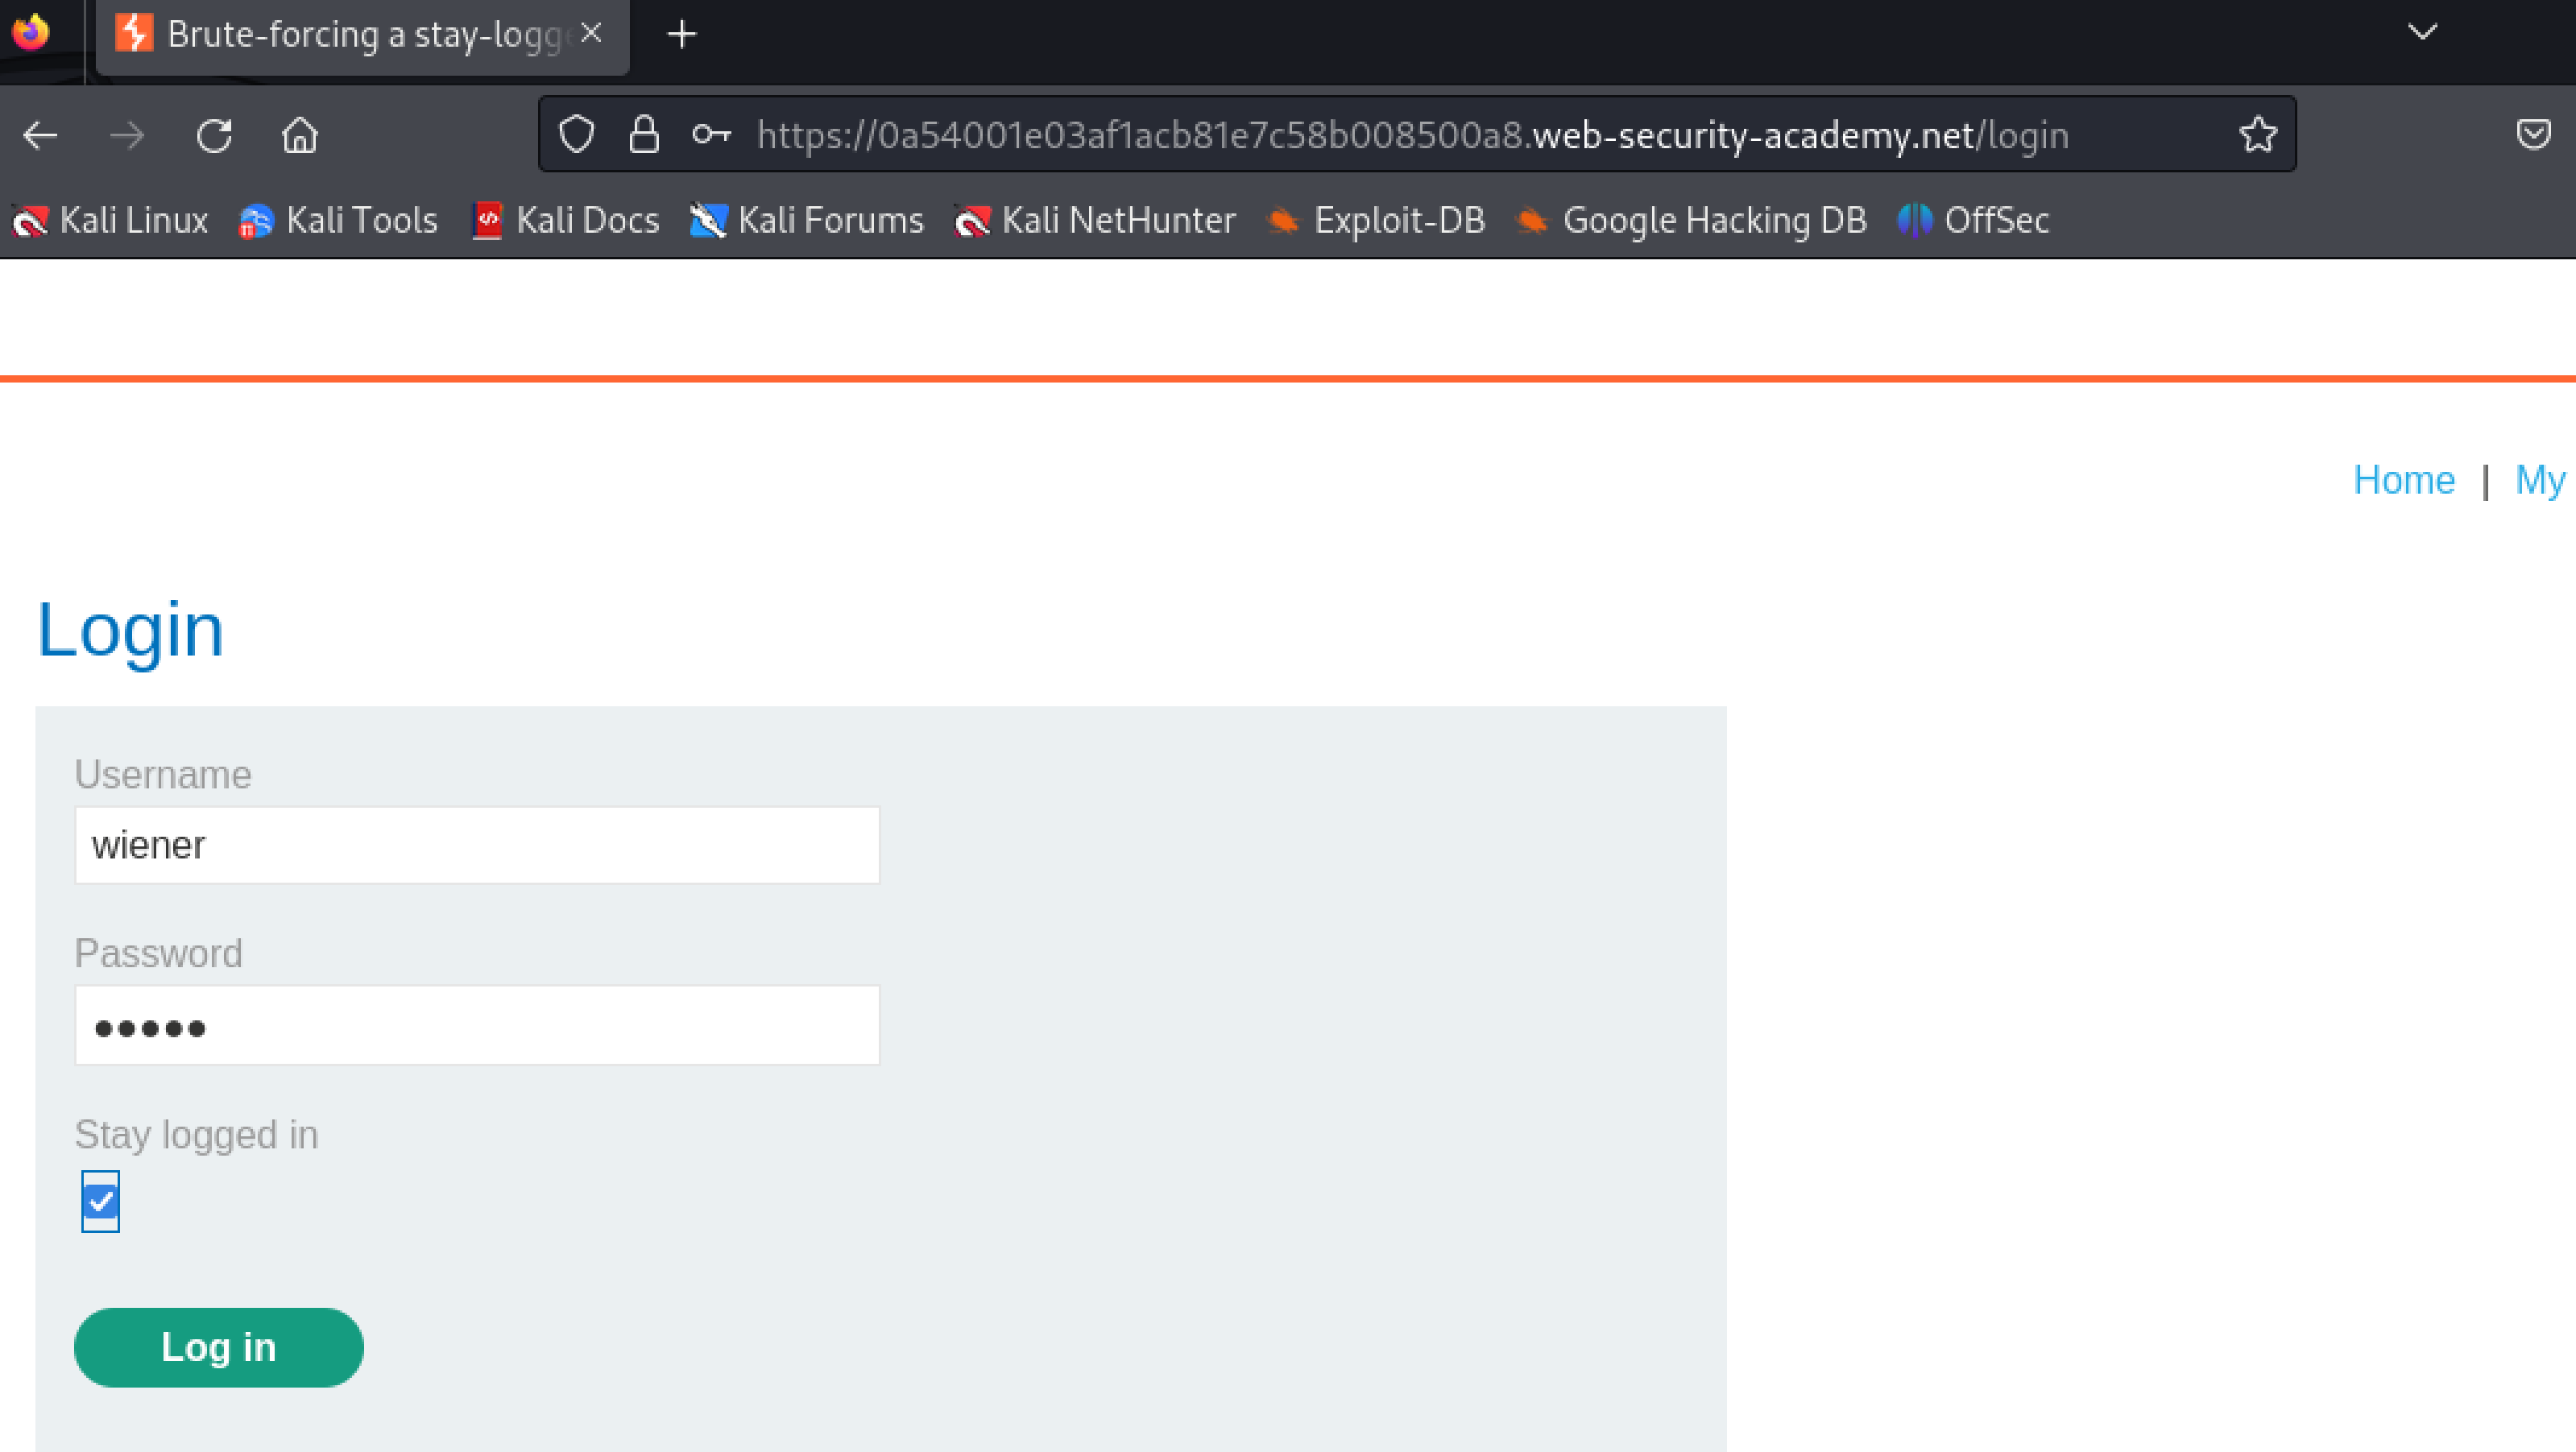 Brute-forcing a stay-logge
https://0a54001e03af1acb81e7c58b008500a8.web-security-academy.net/login
Kali Linux Kali Tools Kali Docs Kali Forums Kali NetHunter Exploit-DB Google Hacking DB OffSec
Home | My
Login
Username
wiener
Password
•••••
Stay logged in
Log in